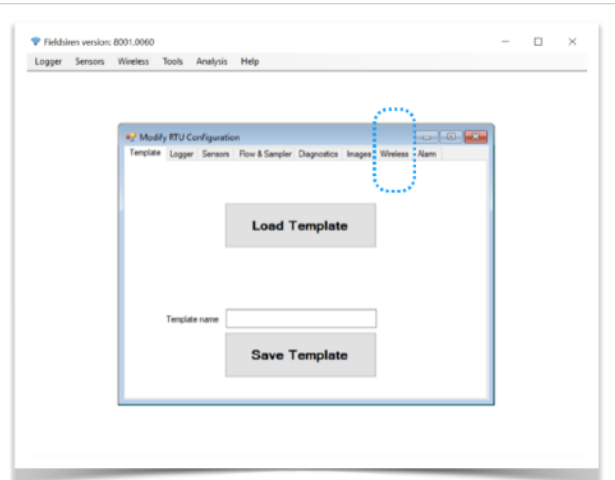 Fieldsiren version: 8001.0060
Logger Sensors Wireless Tools Analysis Help
Modify RTU Configuration
Template Logger Sensors Flow & Sampler Diagnostics Images Wireless Alarm
Load Template
Template name
Save Template